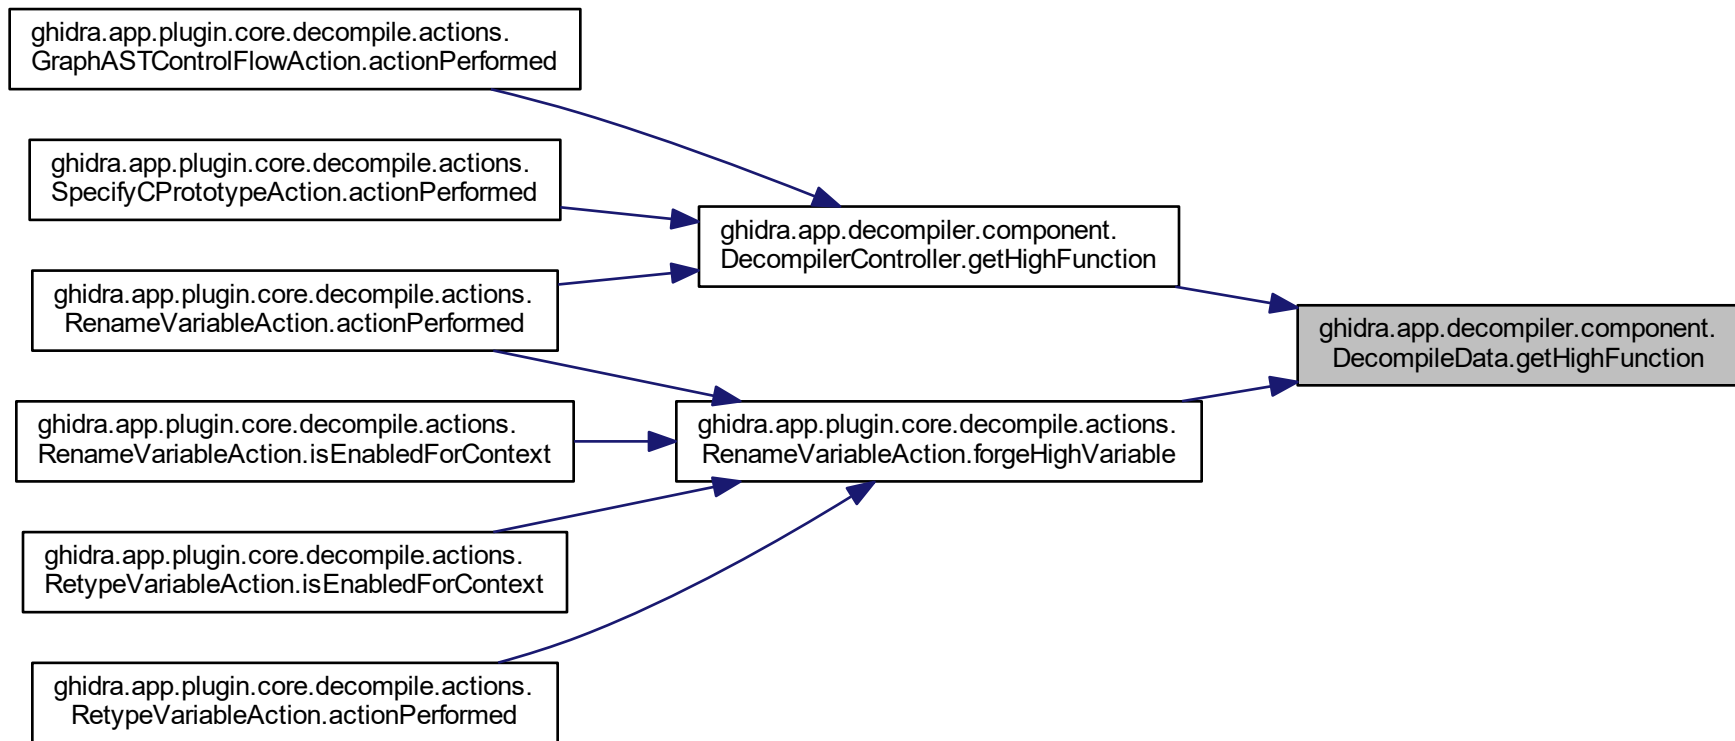 ghidra.app.plugin.core.decompile.actions.
GraphASTControlFlowAction.actionPerformed
ghidra.app.plugin.core.decompile.actions.
SpecifyCPrototypeAction.actionPerformed
ghidra.app.decompiler.component.
DecompilerController.getHighFunction
ghidra.app.plugin.core.decompile.actions.
RenameVariableAction.actionPerformed
ghidra.app.decompiler.component.
DecompileData.getHighFunction
ghidra.app.plugin.core.decompile.actions.
RenameVariableAction.isEnabledForContext
ghidra.app.plugin.core.decompile.actions.
RenameVariableAction.forgeHighVariable
ghidra.app.plugin.core.decompile.actions.
RetypeVariableAction.isEnabledForContext
ghidra.app.plugin.core.decompile.actions.
RetypeVariableAction.actionPerformed